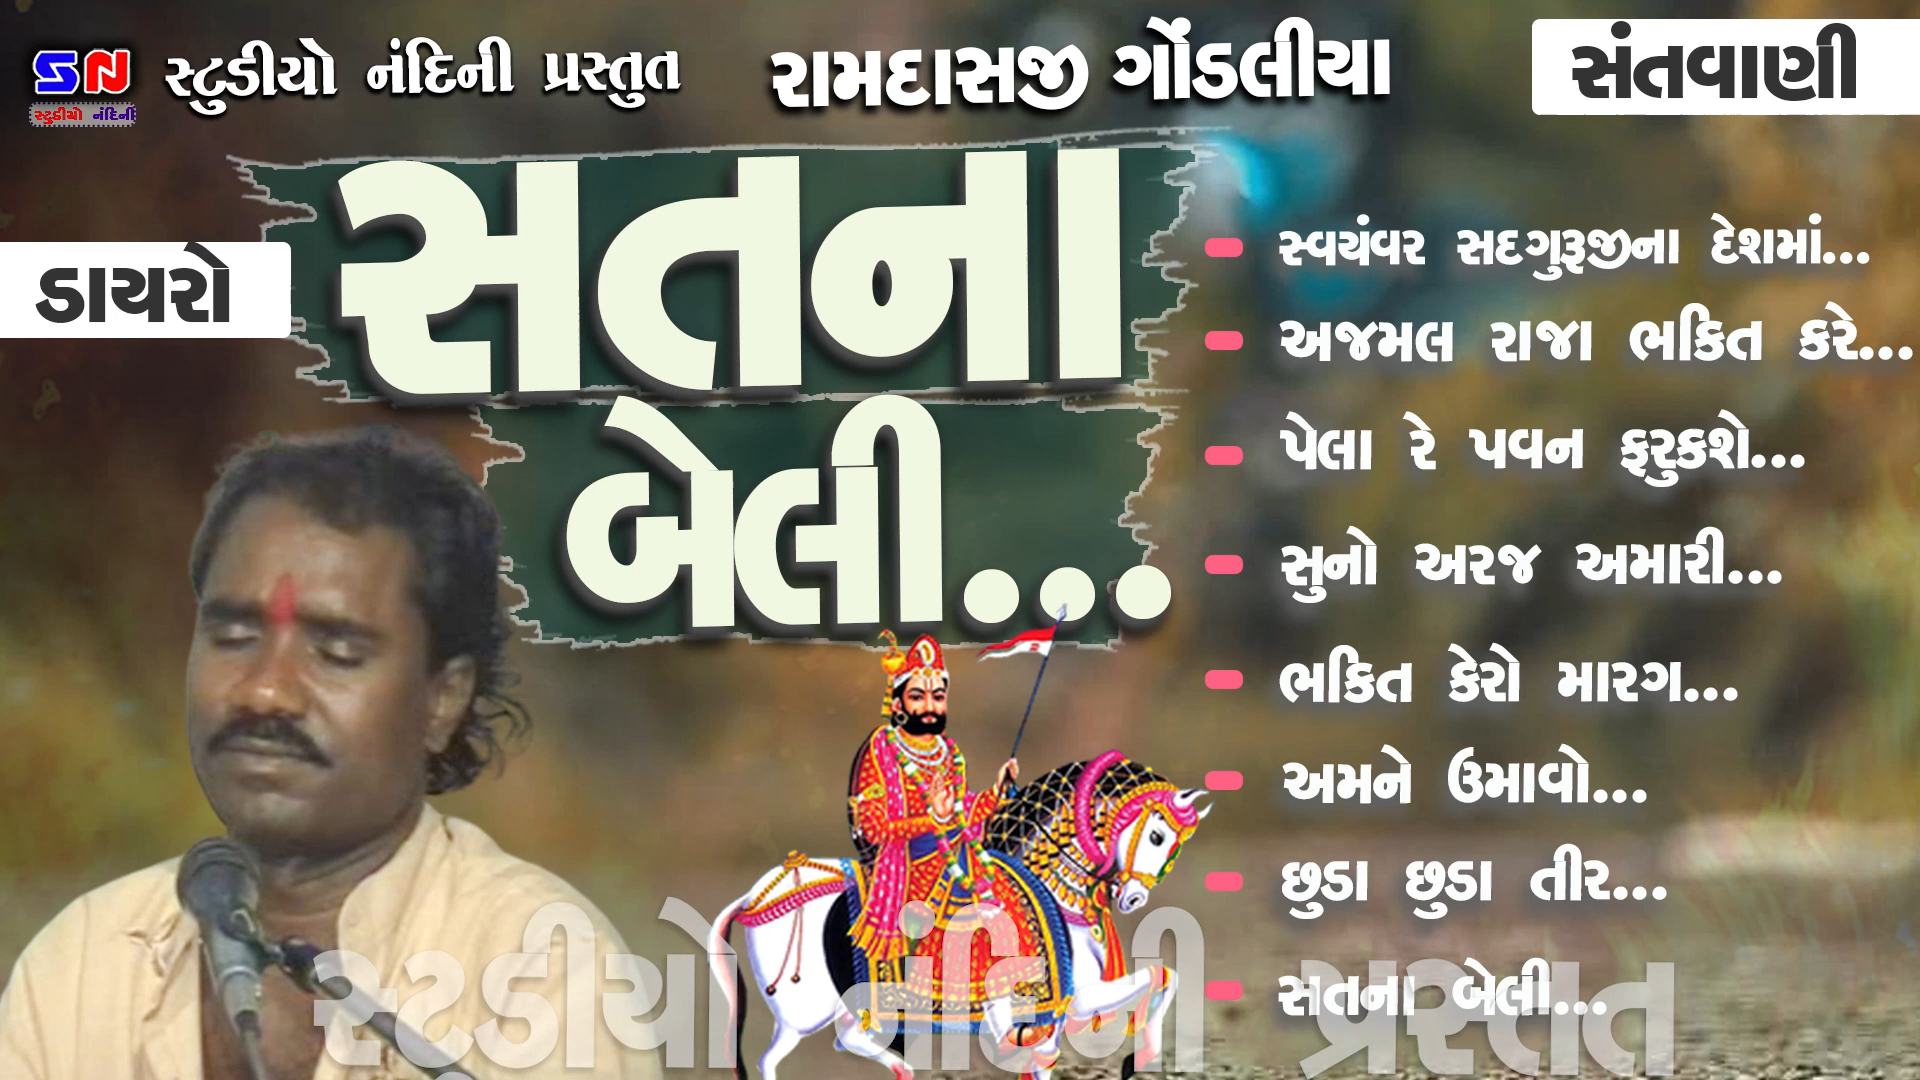 SN
સ્ટુડીયો નંદિની
સ્ટુડીયો નંદિની પ્રસ્તુત
રામદાસજી ગોંડલીયા
સંતવાણી
ડાયરો
સતના
બેલી...
સ્વયંવર સદગુરૂજીના દેશમાં...
અજમલ રાજા ભકિત કરે...
પેલા રે પવન ફરુકશે...
સુનો અરજ અમારી...
ભકિત કેરો મારગ...
અમને ઉમાવો...
છુડા છુડા તીર...
સતના બેલી...
સ્ટુડીયો નંદિની પ્રસ્તુત